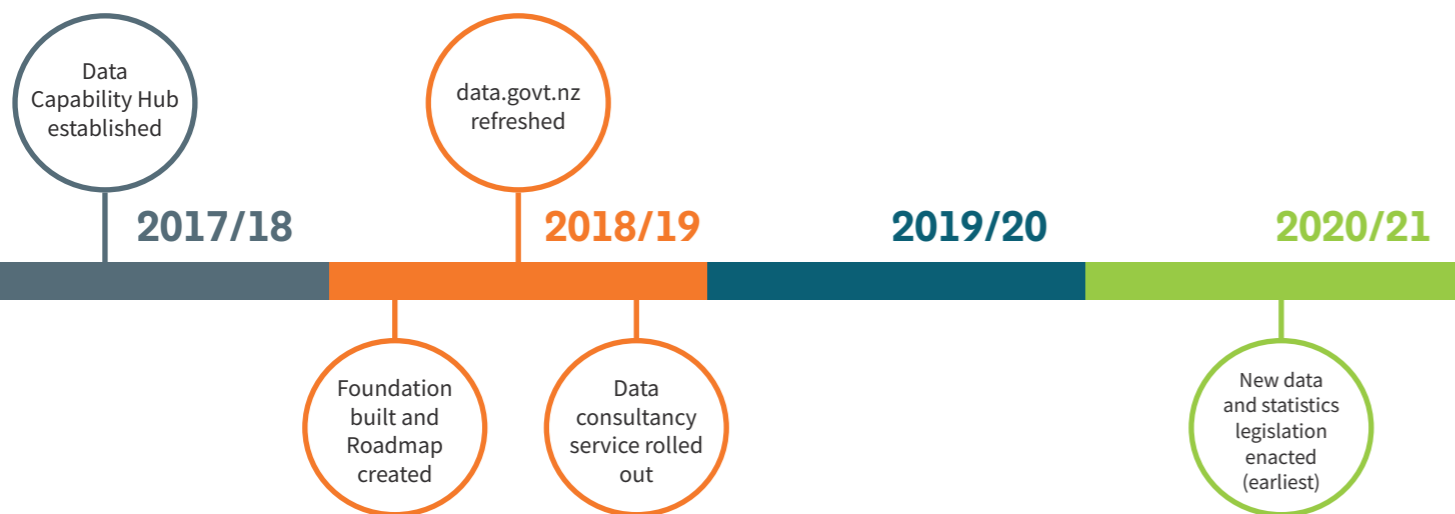 Data
Capability Hub
established
data.govt.nz
refreshed
2017/18
2018/19
2019/20
2020/21
Foundation
built and
Roadmap
created
Data
consultancy
service rolled
out
New data
and statistics
legislation
enacted
(earliest)